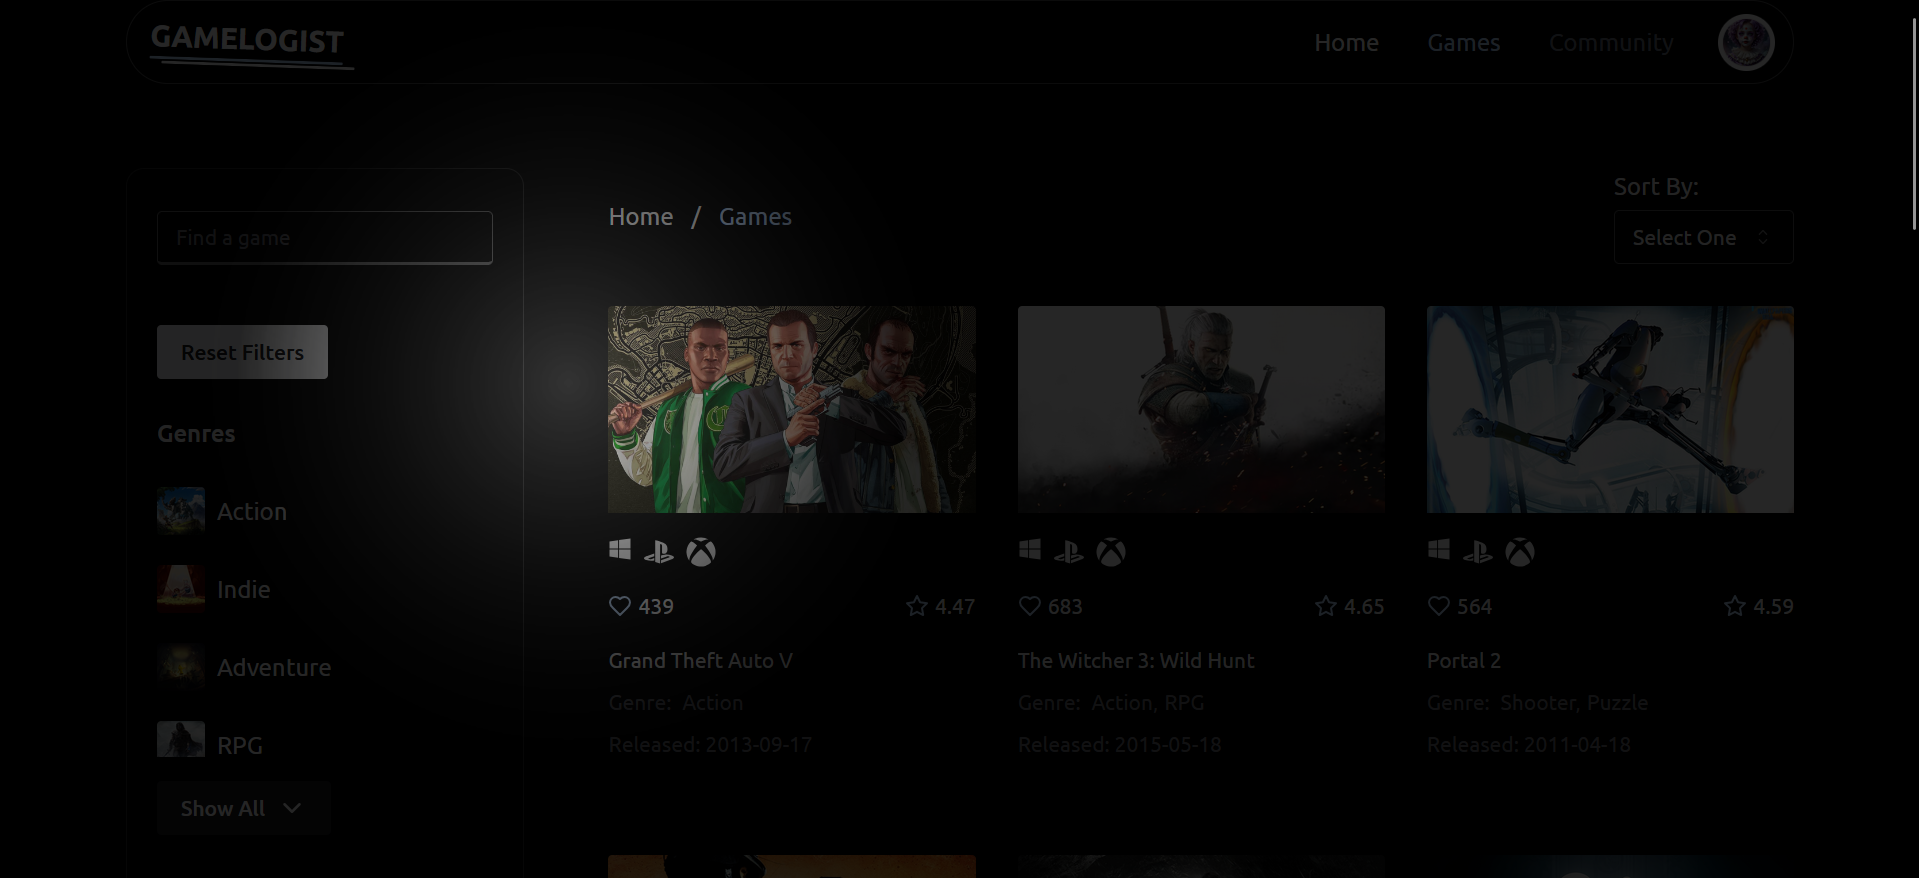 GAMELOGIST
Home Games Community
Find a game
Reset Filters
Genres
Action
Indie
Adventure
RPG
Show All
Home / Games
Sort By:
Select One
439 4.47
Grand Theft Auto V
Genre: Action
Released: 2013-09-17
683 4.65
The Witcher 3: Wild Hunt
Genre: Action, RPG
Released: 2015-05-18
564 4.59
Portal 2
Genre: Shooter, Puzzle
Released: 2011-04-18